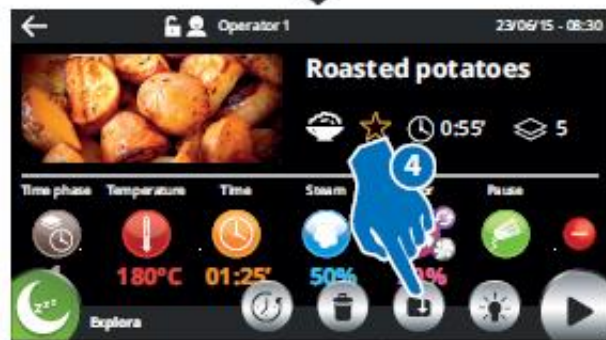 Operator 1 23/06/15 - 08:30
Roasted potatoes
0:55' 5
4
Time phase Temperature Time Steam Pause
180°C 01:25' 50%
zzz
Explora